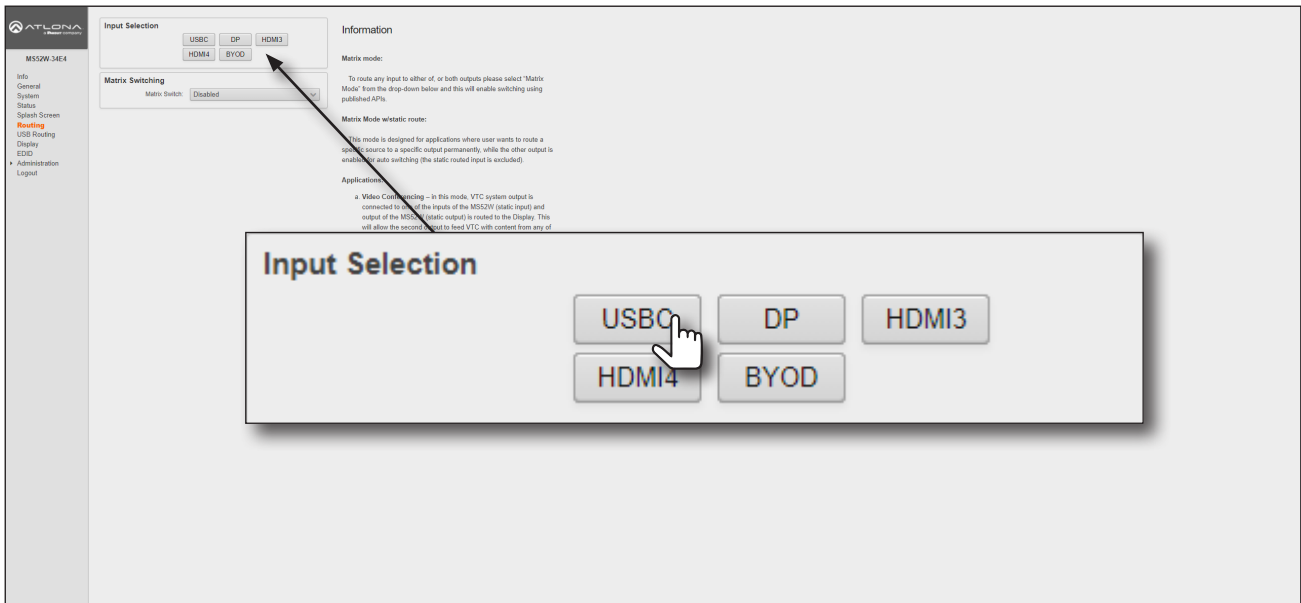 ATLONA
a Panduit company
MS52W-34E4
Info
General
System
Status
Splash Screen
Routing
USB Routing
Display
EDID
Administration
Logout
Input Selection
USBC DP HDMI3
HDMI4 BYOD
Matrix Switching
Matrix Switch: Disabled
Information
Matrix mode:
To route any input to either of, or both outputs please select "Matrix
Mode" from the drop-down below and this will enable switching using
published APIs.
Matrix Mode w/static route:
This mode is designed for applications where user wants to route a
specific source to a specific output permanently, while the other output is
enabled for auto switching (the static routed input is excluded).
Applications:
a. Video Conferencing – in this mode, VTC system output is
connected to one of the inputs of the MS52W (static input) and
output of the MS52W (static output) is routed to the Display. This
will allow the second output to feed VTC with content from any of
Input Selection
USBC DP HDMI3
HDMI4 BYOD